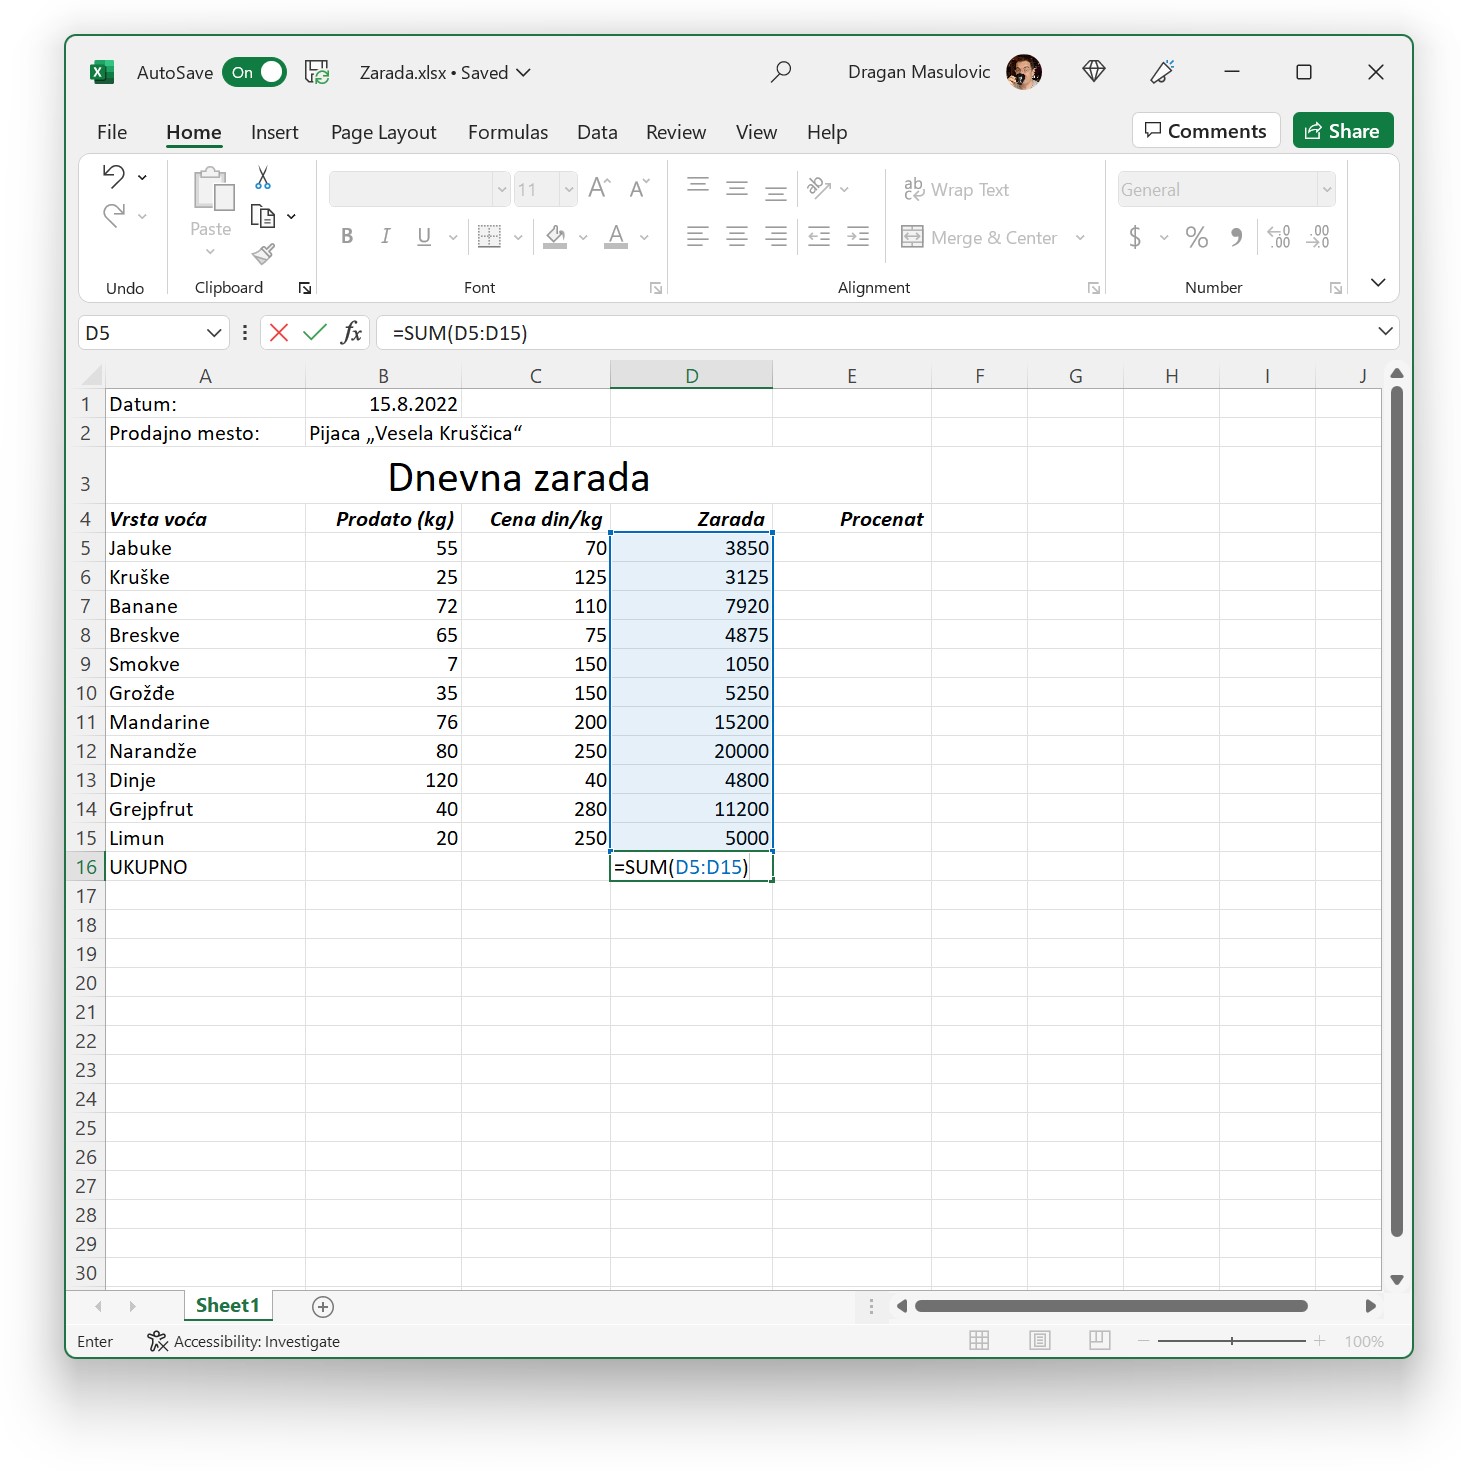 AutoSave On Zarada.xlsx • Saved Dragan Masulovic
File Home Insert Page Layout Formulas Data Review View Help Comments Share
11 A A ab Wrap Text General
Paste B I U A Merge & Center $ % 9 .00
Undo Clipboard Font Alignment Number
D5 fx =SUM(D5:D15)
A B C D E F G H I J
1 Datum: 15.8.2022
2 Prodajno mesto: Pijaca „Vesela Kruščica“
3 Dnevna zarada
4 Vrsta voća Prodato (kg) Cena din/kg Zarada Procenat
5 Jabuke 55 70 3850
6 Kruške 25 125 3125
7 Banane 72 110 7920
8 Breskve 65 75 4875
9 Smokve 7 150 1050
10 Grožđe 35 150 5250
11 Mandarine 76 200 15200
12 Narandže 80 250 20000
13 Dinje 120 40 4800
14 Grejpfrut 40 280 11200
15 Limun 20 250 5000
16 UKUPNO =SUM(D5:D15)
17
18
19
20
21
22
23
24
25
26
27
28
29
30
Sheet1
Enter Accessibility: Investigate 100%